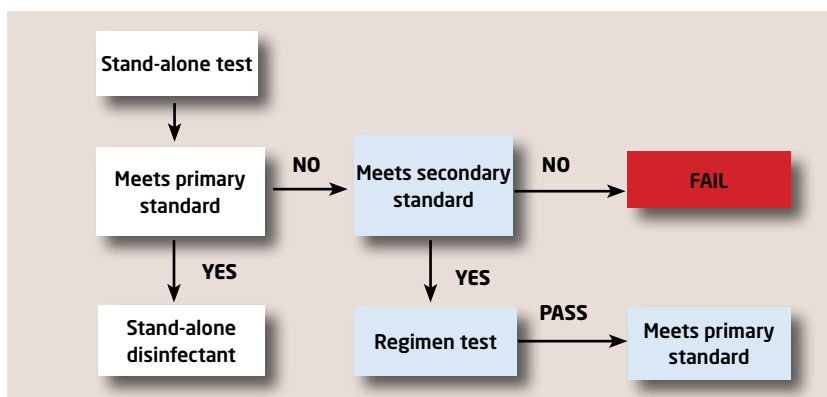 Stand-alone test
Meets primary
standard
NO
Meets secondary
standard
NO
FAIL
YES
YES
Stand-alone
disinfectant
Regimen test
PASS
Meets primary
standard